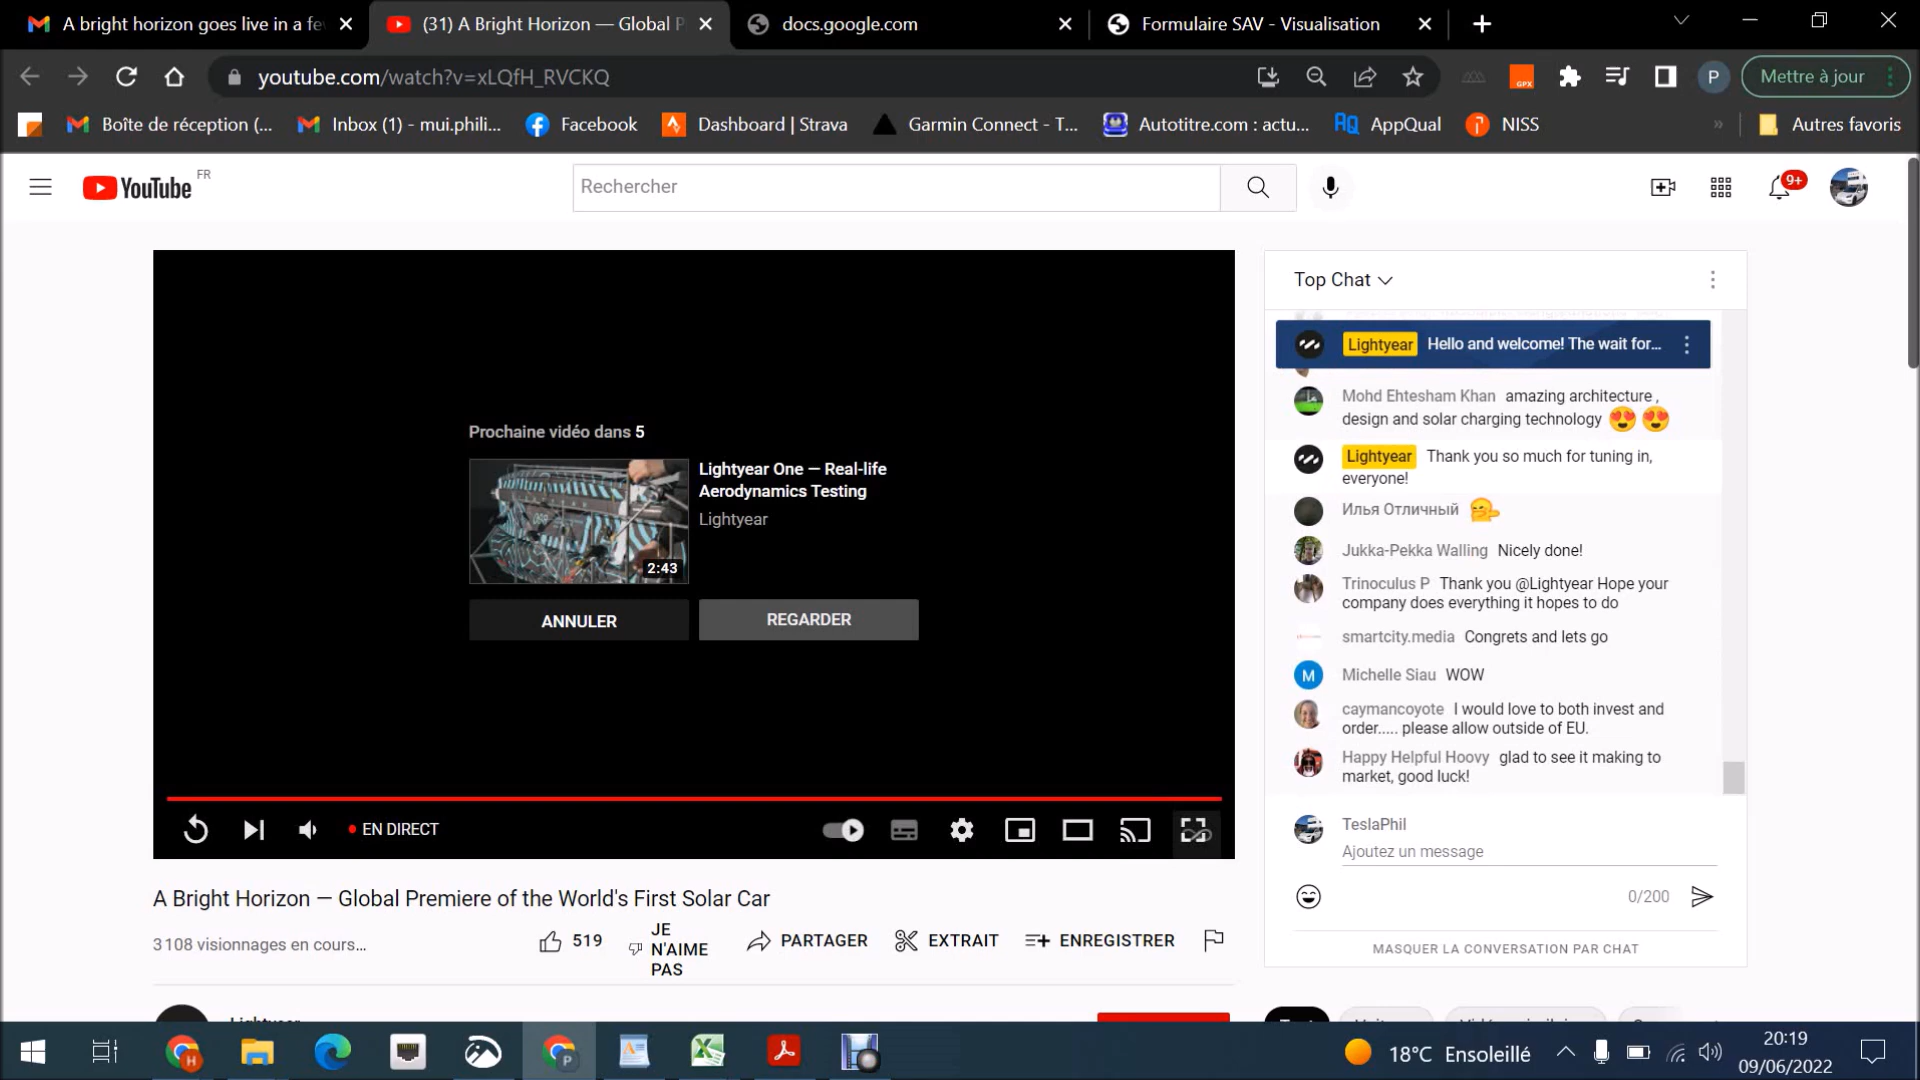 A bright horizon goes live in a fe
(31) A Bright Horizon — Global P
docs.google.com
Formulaire SAV - Visualisation
youtube.com/watch?v=xLQfH_RVCKQ
GPX
P
Mettre à jour
Boîte de réception (...
Inbox (1) - mui.phili...
Facebook
Dashboard | Strava
Garmin Connect - T...
Autotitre.com : actu...
AppQual
NISS
»
Autres favoris
YouTube FR
Rechercher
9+
Prochaine vidéo dans 5
Lightyear One — Real-life
Aerodynamics Testing
Lightyear
2:43
ANNULER
REGARDER
EN DIRECT
A Bright Horizon — Global Premiere of the World's First Solar Car
3 108 visionnages en cours...
519
JE
N'AIME
PAS
PARTAGER
EXTRAIT
ENREGISTRER
Lightyear
Top Chat
Lightyear Hello and welcome! The wait for...
Mohd Ehtesham Khan amazing architecture ,
design and solar charging technology 😍 😍
Lightyear Thank you so much for tuning in,
everyone!
Илья Отличный
Jukka-Pekka Walling Nicely done!
Trinoculus P Thank you @Lightyear Hope your
company does everything it hopes to do
smartcity.media Congrets and lets go
M
Michelle Siau WOW
caymancoyote I would love to both invest and
order..... please allow outside of EU.
Happy Helpful Hoovy glad to see it making to
market, good luck!
TeslaPhil
Ajoutez un message
0/200
MASQUER LA CONVERSATION PAR CHAT
18°C Ensoleillé
20:19
09/06/2022